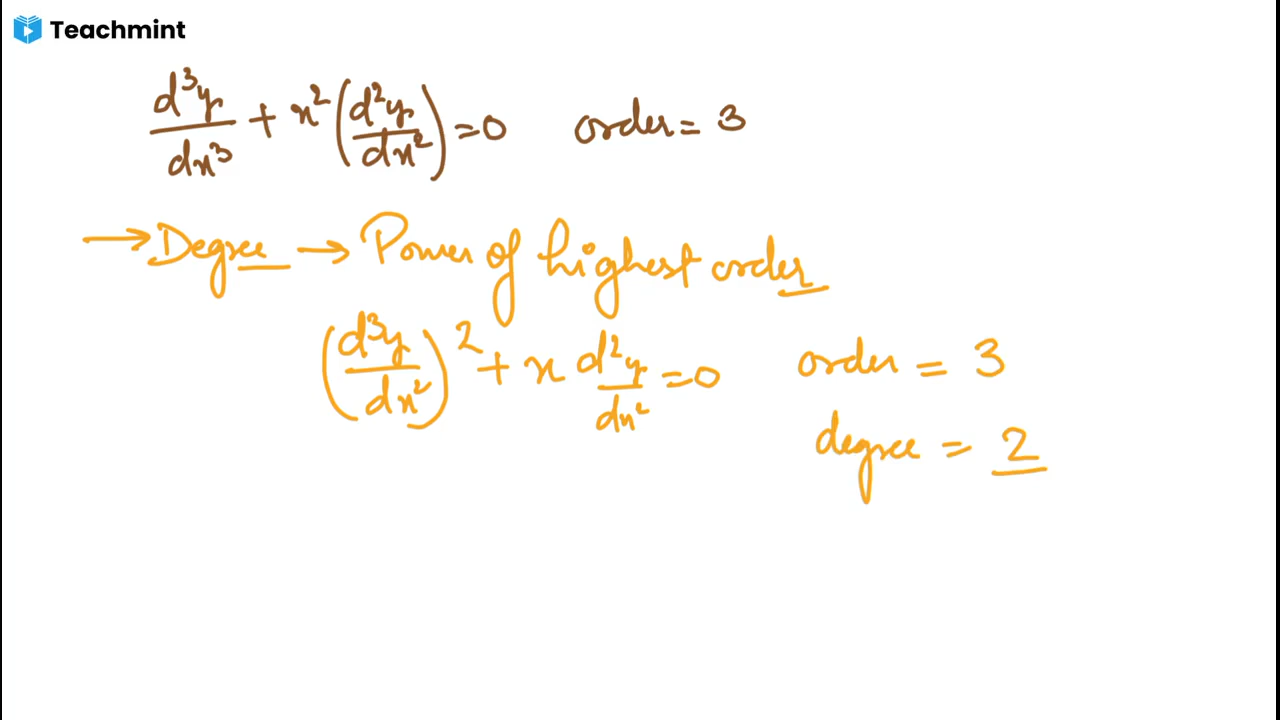 Teachmint
d³y/dx³ + x²(d²y/dx²) = 0 order = 3
→ Degree → Power of highest order
(d³y/dx²)² + x d²y/dx² = 0 order = 3
degree = 2